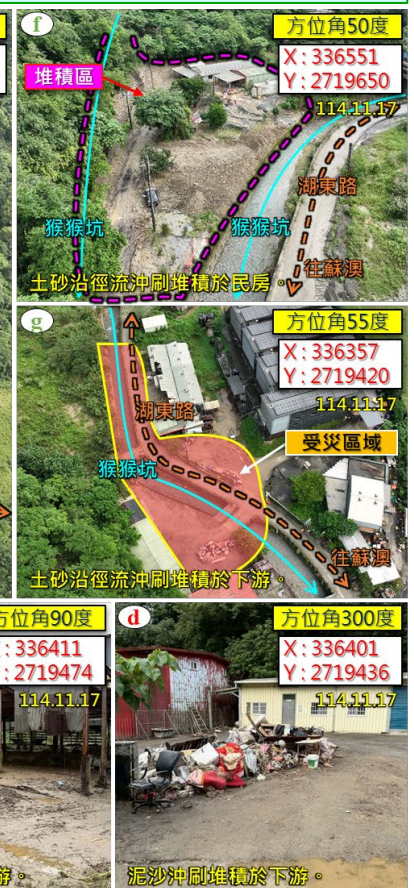 f
方位角50度
X：336551
Y：2719650
114.11.17
堆積區
湖東路
猴猴坑
猴猴坑
往蘇澳
土砂沿徑流沖刷堆積於民房。
g
方位角55度
X：336357
Y：2719420
114.11.17
湖東路
受災區域
猴猴坑
往蘇澳
土砂沿徑流沖刷堆積於下游。
方位角90度
: 336411
: 2719474
114.11.17
游。
d
方位角300度
X：336401
Y：2719436
114.11.17
泥沙沖刷堆積於下游。